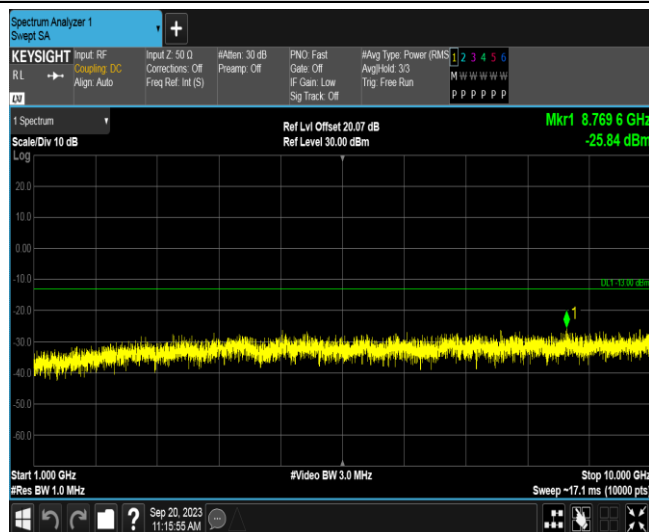 Spectrum Analyzer 1
Swept SA
KEYSIGHT
RL
LXI
Input: RF
Coupling: DC
Align: Auto
Input Z: 50 Ω
Corrections: Off
Freq Ref: Int (S)
#Atten: 30 dB
Preamp: Off
PNO: Fast
Gate: Off
IF Gain: Low
Sig Track: Off
#Avg Type: Power (RMS
Avg|Hold: 3/3
Trig: Free Run
1 2 3 4 5 6
M W W W W W
P P P P P P
1 Spectrum
Scale/Div 10 dB
Log
Ref Lvl Offset 20.07 dB
Ref Level 30.00 dBm
Mkr1 8.769 6 GHz
-25.84 dBm
20.0
10.0
0.00
-10.0
DL1 -13.00 dBm
-20.0
1
-30.0
-40.0
-50.0
-60.0
Start 1.000 GHz
#Res BW 1.0 MHz
#Video BW 3.0 MHz
Stop 10.000 GHz
Sweep ~17.1 ms (10000 pts)
Sep 20, 2023
11:15:55 AM